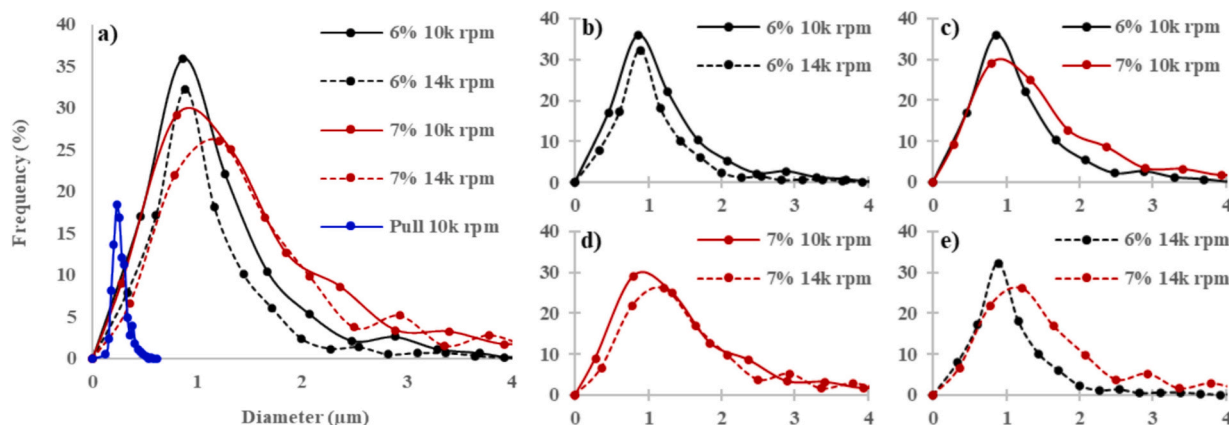 a)
6% 10k rpm
6% 14k rpm
7% 10k rpm
7% 14k rpm
Pull 10k rpm
Frequency (%)
40
35
30
25
20
15
10
5
0
0 1 2 3 4
Diameter (μm)
b)
6% 10k rpm
6% 14k rpm
40
30
20
10
0
0 1 2 3 4
c)
6% 10k rpm
7% 10k rpm
40
30
20
10
0
0 1 2 3 4
d)
7% 10k rpm
7% 14k rpm
40
30
20
10
0
0 1 2 3 4
e)
6% 14k rpm
7% 14k rpm
40
30
20
10
0
0 1 2 3 4